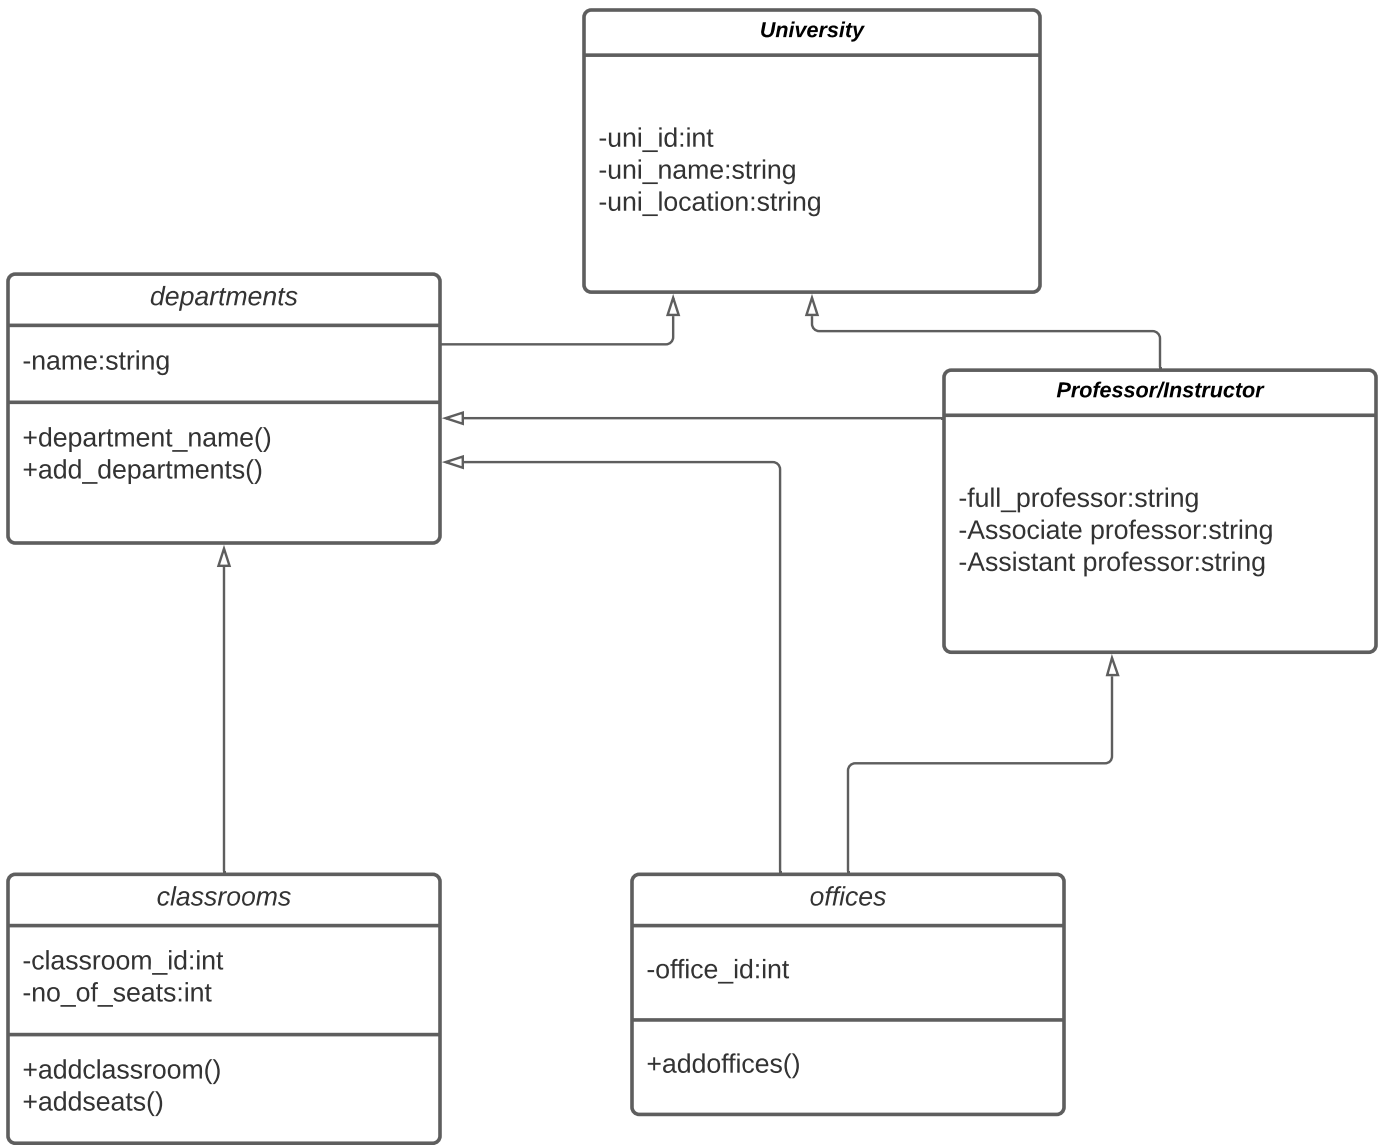 University
-uni_id:int
-uni_name:string
-uni_location:string
departments
-name:string
+department_name()
+add_departments()
Professor/Instructor
-full_professor:string
-Associate professor:string
-Assistant professor:string
classrooms
-classroom_id:int
-no_of_seats:int
+addclassroom()
+addseats()
offices
-office_id:int
+addoffices()